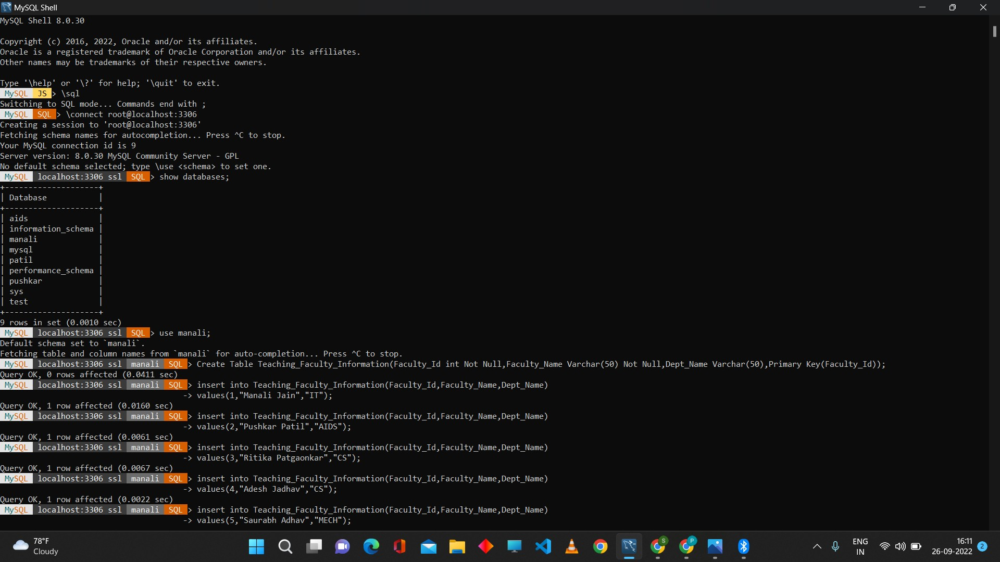 MySQL Shell
MySQL Shell 8.0.30
Copyright (c) 2016, 2022, Oracle and/or its affiliates.
Oracle is a registered trademark of Oracle Corporation and/or its affiliates.
Other names may be trademarks of their respective owners.
Type '\help' or '\?' for help; '\quit' to exit.
MySQL JS > \sql
Switching to SQL mode... Commands end with ;
MySQL SQL > \connect root@localhost:3306
Creating a session to 'root@localhost:3306'
Fetching schema names for autocompletion... Press ^C to stop.
Your MySQL connection id is 9
Server version: 8.0.30 MySQL Community Server - GPL
No default schema selected; type \use <schema> to set one.
MySQL localhost:3306 ssl SQL > show databases;
+--------------------+
| Database           |
+--------------------+
| aids               |
| information_schema |
| manali             |
| mysql              |
| patil              |
| performance_schema |
| pushkar            |
| sys                |
| test               |
+--------------------+
9 rows in set (0.0010 sec)
MySQL localhost:3306 ssl SQL > use manali;
Default schema set to `manali`.
Fetching table and column names from `manali` for auto-completion... Press ^C to stop.
MySQL localhost:3306 ssl manali SQL > Create Table Teaching_Faculty_Information(Faculty_Id int Not Null,Faculty_Name Varchar(50) Not Null,Dept_Name Varchar(50),Primary Key(Faculty_Id));
Query OK, 0 rows affected (0.0411 sec)
MySQL localhost:3306 ssl manali SQL > insert into Teaching_Faculty_Information(Faculty_Id,Faculty_Name,Dept_Name)
-> values(1,"Manali Jain","IT");
Query OK, 1 row affected (0.0160 sec)
MySQL localhost:3306 ssl manali SQL > insert into Teaching_Faculty_Information(Faculty_Id,Faculty_Name,Dept_Name)
-> values(2,"Pushkar Patil","AIDS");
Query OK, 1 row affected (0.0061 sec)
MySQL localhost:3306 ssl manali SQL > insert into Teaching_Faculty_Information(Faculty_Id,Faculty_Name,Dept_Name)
-> values(3,"Ritika Patgaonkar","CS");
Query OK, 1 row affected (0.0067 sec)
MySQL localhost:3306 ssl manali SQL > insert into Teaching_Faculty_Information(Faculty_Id,Faculty_Name,Dept_Name)
-> values(4,"Adesh Jadhav","CS");
Query OK, 1 row affected (0.0022 sec)
MySQL localhost:3306 ssl manali SQL > insert into Teaching_Faculty_Information(Faculty_Id,Faculty_Name,Dept_Name)
-> values(5,"Saurabh Adhav","MECH");
78°F
Cloudy
S
P
ENG
IN
16:11
26-09-2022
2